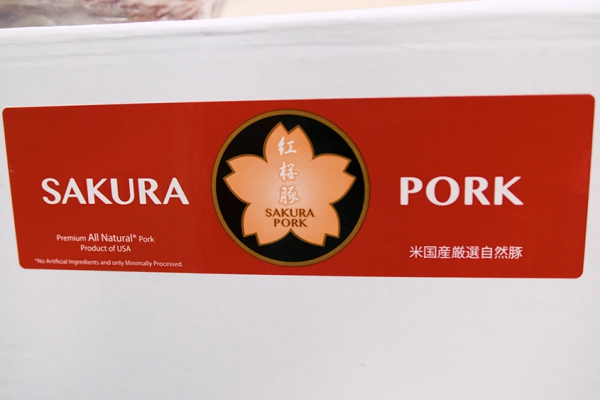 SAKURA
Premium All Natural* Pork
Product of USA
*No Artificial Ingredients and only Minimally Processed.
紅桜豚
SAKURA
PORK
PORK
米国産厳選自然豚